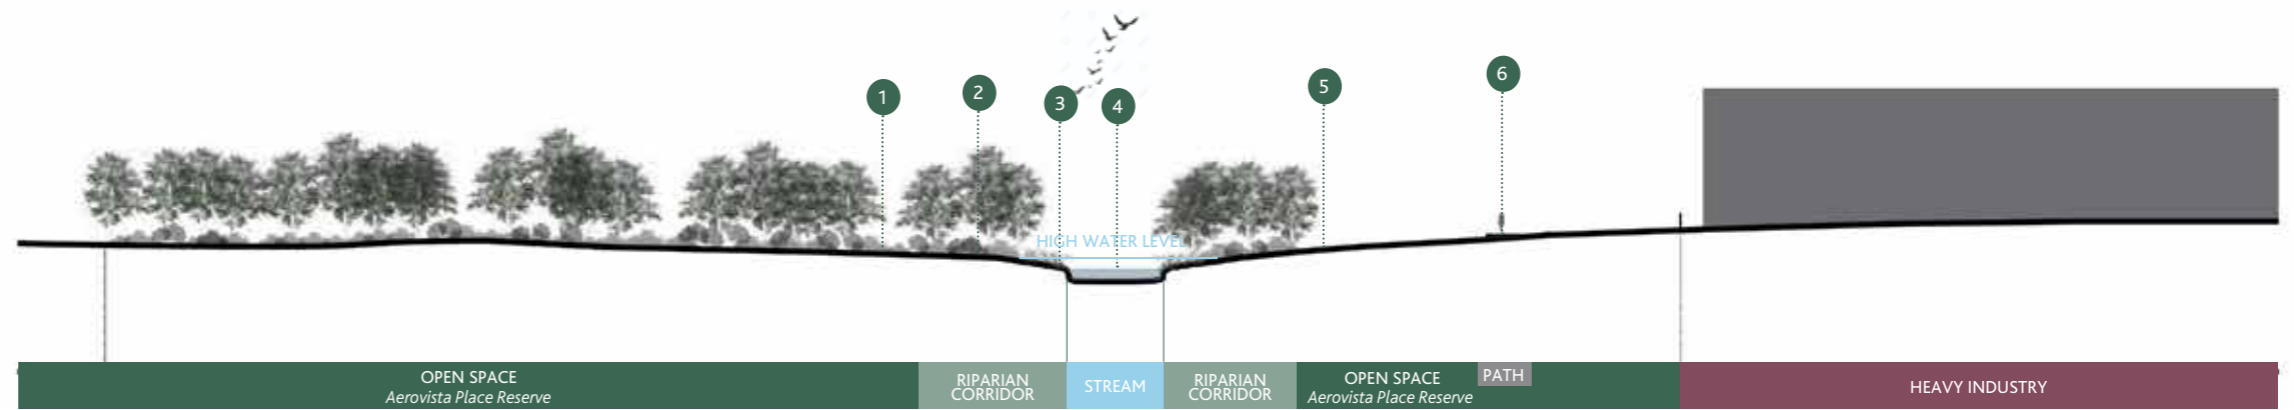 1
2
3
4
5
6
HIGH WATER LEVEL
OPEN SPACE
Aerovista Place Reserve
RIPARIAN
CORRIDOR
STREAM
RIPARIAN
CORRIDOR
OPEN SPACE
Aerovista Place Reserve
PATH
HEAVY INDUSTRY